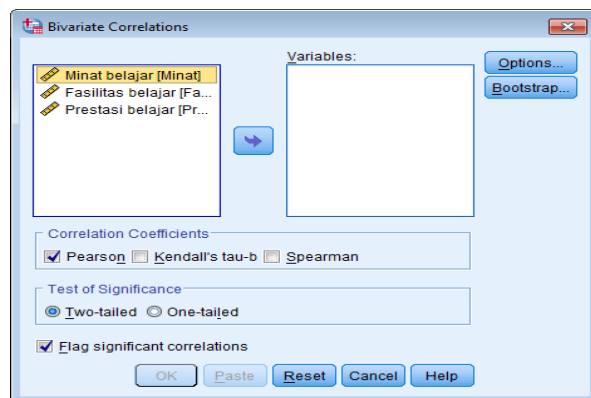 Bivariate Correlations
Variables:
Minat belajar [Minat]
Fasilitas belajar [Fa...
Prestasi belajar [Pr...
Options...
Bootstrap...
Correlation Coefficients
Pearson Kendall's tau-b Spearman
Test of Significance
Two-tailed One-tailed
Flag significant correlations
OK Paste Reset Cancel Help